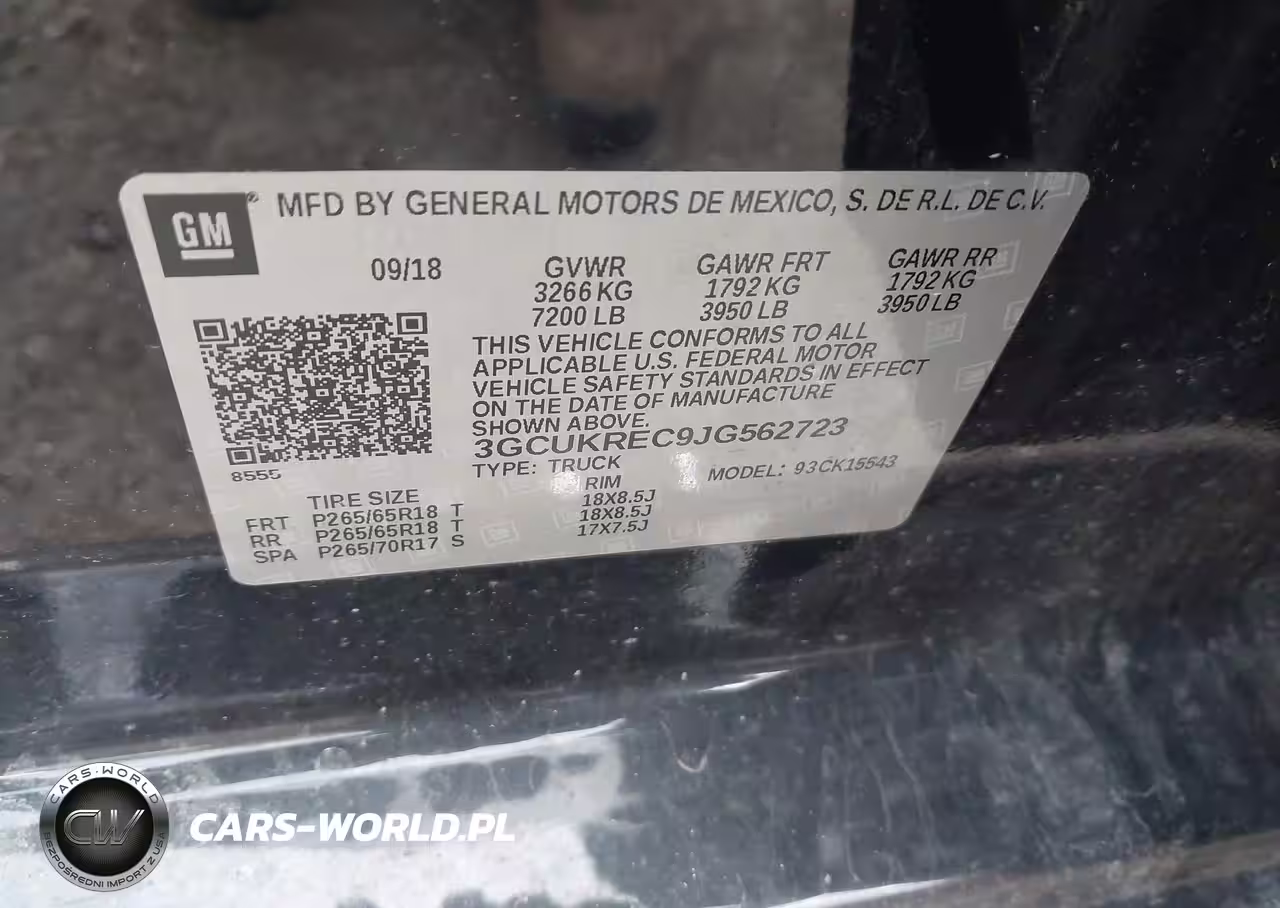 GM® MFD BY GENERAL MOTORS DE MEXICO, S. DE R.L. DE C.V.
09/18 GVWR GAWR FRT GAWR RR
3266 KG 1792 KG 1792 KG
7200 LB 3950 LB 3950 LB
THIS VEHICLE CONFORMS TO ALL
APPLICABLE U.S. FEDERAL MOTOR
VEHICLE SAFETY STANDARDS IN EFFECT
ON THE DATE OF MANUFACTURE
SHOWN ABOVE.
3GCUKREC9JG562723
8555 TYPE: TRUCK MODEL: 93CK15543
TIRE SIZE RIM
FRT P265/65R18 T 18X8.5J
RR P265/65R18 T 18X8.5J
SPA P265/70R17 S 17X7.5J
CARS-WORLD
CW
BEZPOŚREDNI IMPORT Z USA
CARS-WORLD.PL